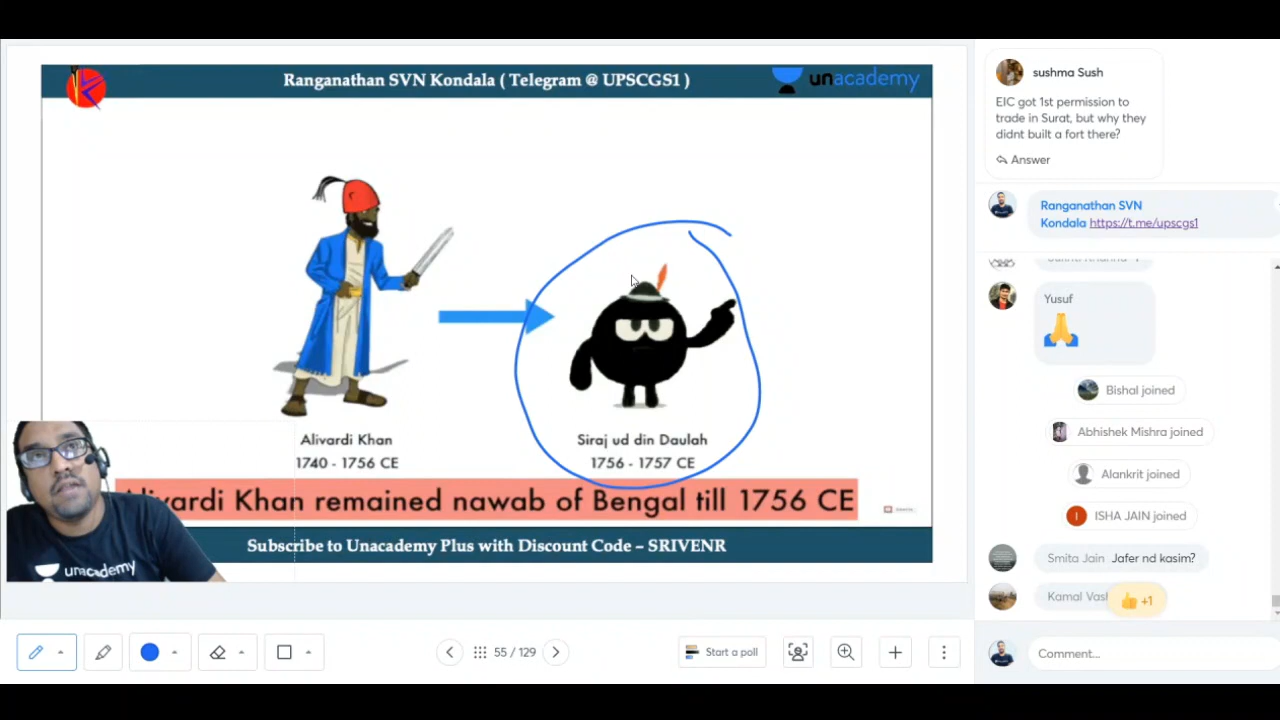 Ranganathan SVN Kondala ( Telegram @ UPSCGS1 )
unacademy
Alivardi Khan
1740 - 1756 CE
Siraj ud din Daulah
1756 - 1757 CE
Alivardi Khan remained nawab of Bengal till 1756 CE
unacademy
Subscribe to Unacademy Plus with Discount Code – SRIVENR
55 / 129
Start a poll
sushma Sush
EIC got 1st permission to
trade in Surat, but why they
didnt built a fort there?
Answer
Ranganathan SVN
Kondala https://t.me/upscgs1
Yusuf
Bishal joined
Abhishek Mishra joined
Alankrit joined
I
ISHA JAIN joined
Smita Jain Jafer nd kasim?
Kamal
+1
Comment...